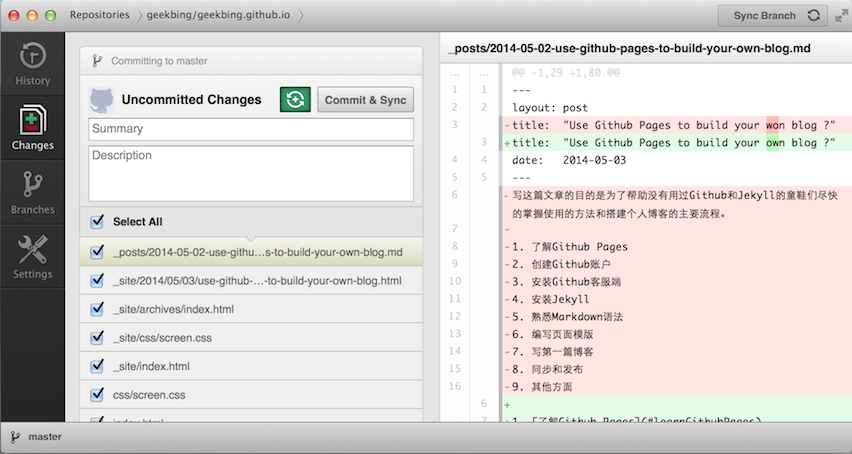 Repositories
geekbing/geekbing.github.io
Sync Branch
History
Changes
Branches
Settings
Committing to master
Uncommitted Changes
Commit & Sync
Summary
Description
Select All
_posts/2014-05-02-use-githu…s-to-build-your-own-blog.md
_site/2014/05/03/use-github-…-to-build-your-own-blog.html
_site/archives/index.html
_site/css/screen.css
_site/index.html
css/screen.css
index.html
_posts/2014-05-02-use-github-pages-to-build-your-own-blog.md
... ... @@ -1,29 +1,80 @@
1 1 ---
2 2 layout: post
3 -title: "Use Github Pages to build your won blog ?"
3 +title: "Use Github Pages to build your own blog ?"
4 4 date: 2014-05-03
5 5 ---
6 -写这篇文章的目的是为了帮助没有用过Github和Jekyll的童鞋们尽快
的掌握使用的方法和搭建个人博客的主要流程。
7 -
8 -1. 了解Github Pages
9 -2. 创建Github账户
10 -3. 安装Github客服端
11 -4. 安装Jekyll
12 -5. 熟悉Markdown语法
13 -6. 编写页面模版
14 -7. 写第一篇博客
15 -8. 同步和发布
16 -9. 其他方面
6 +
7 +1. [了解Github Pages](#learnGithubPages)
master